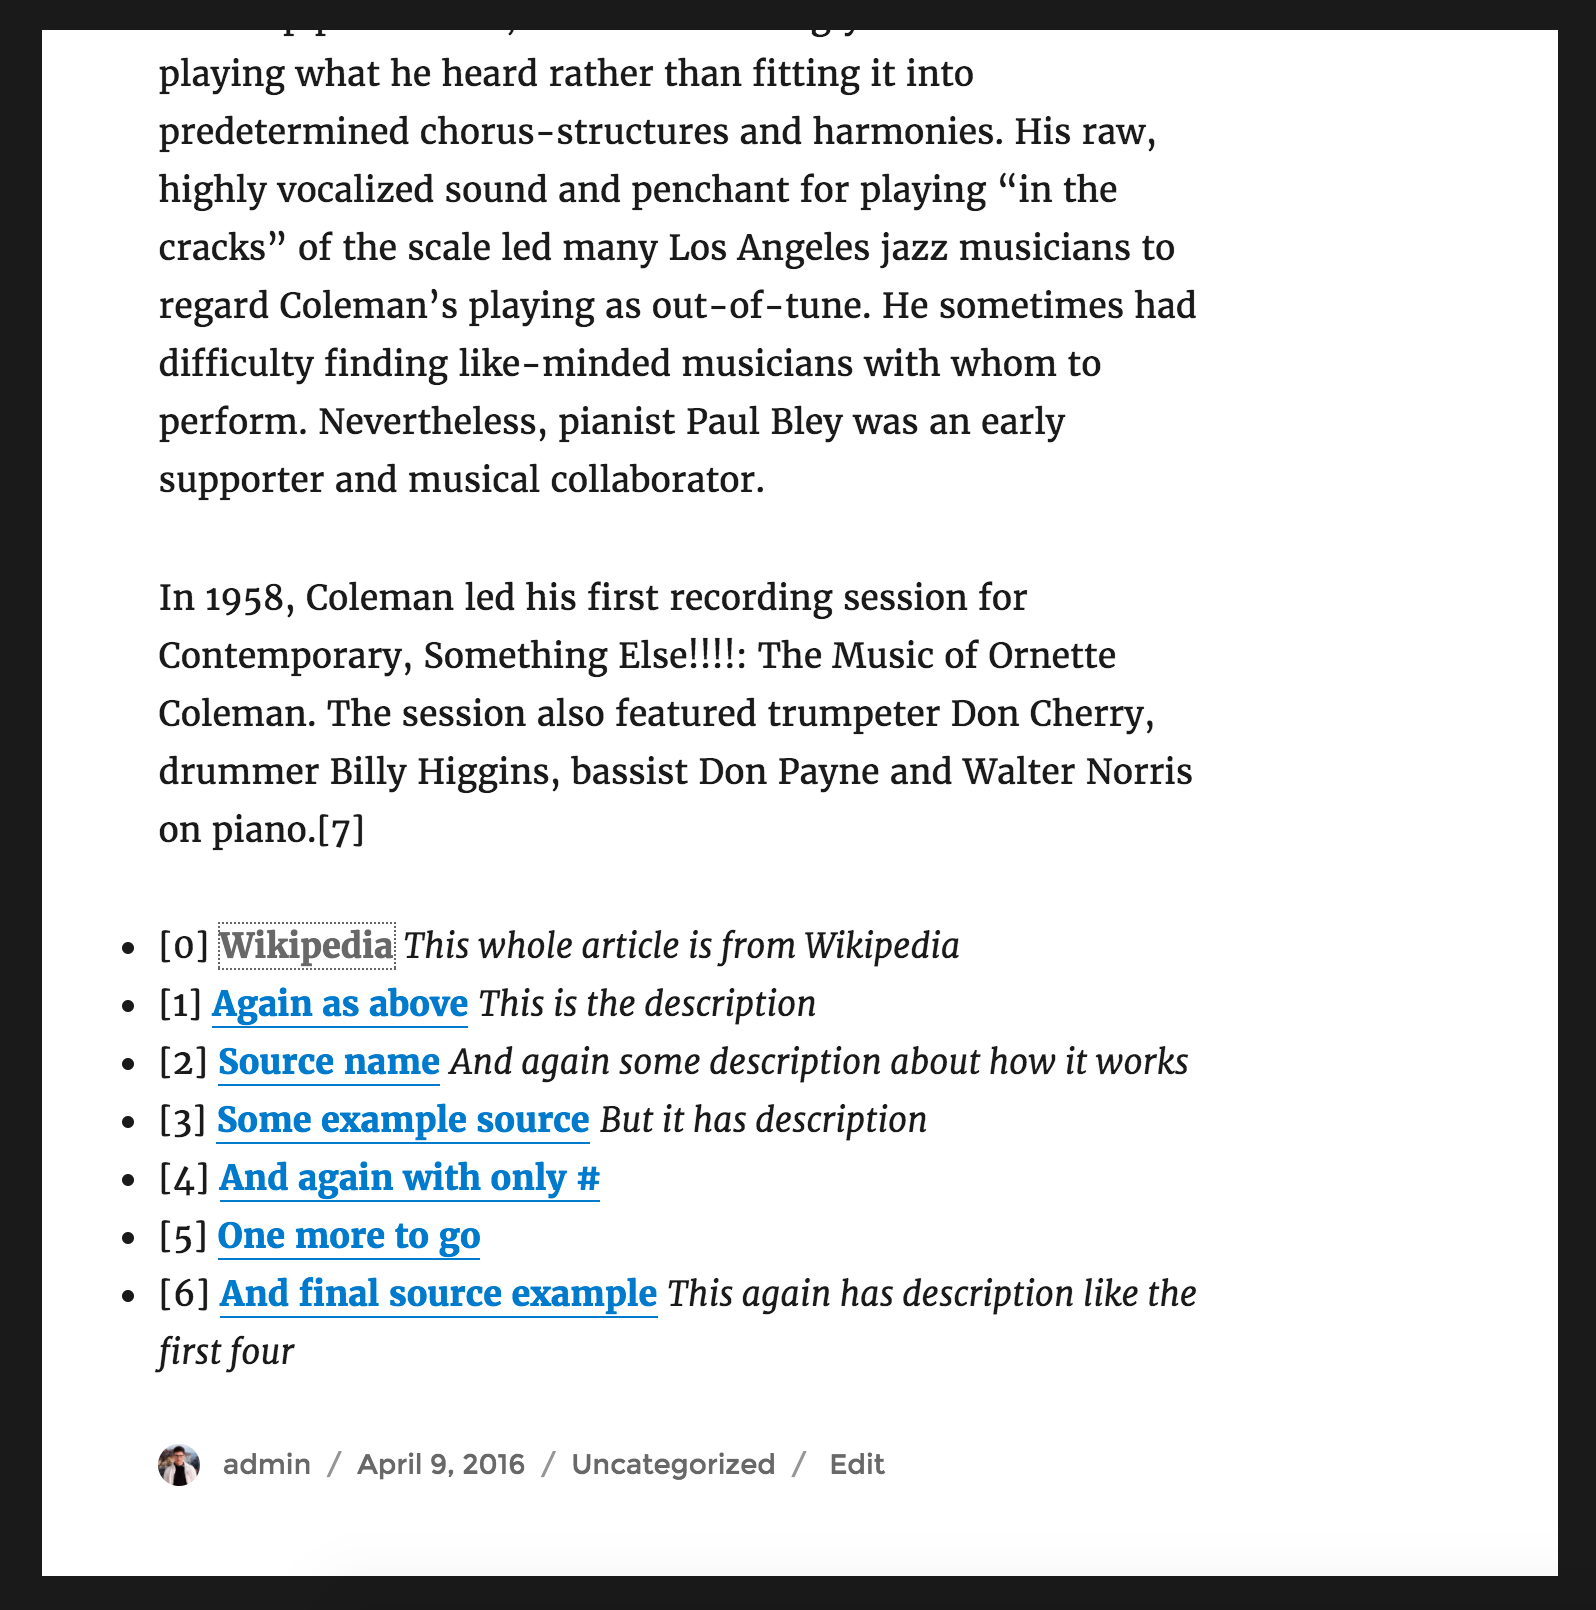 playing what he heard rather than fitting it into
predetermined chorus-structures and harmonies. His raw,
highly vocalized sound and penchant for playing “in the
cracks” of the scale led many Los Angeles jazz musicians to
regard Coleman’s playing as out-of-tune. He sometimes had
difficulty finding like-minded musicians with whom to
perform. Nevertheless, pianist Paul Bley was an early
supporter and musical collaborator.
In 1958, Coleman led his first recording session for
Contemporary, Something Else!!!!: The Music of Ornette
Coleman. The session also featured trumpeter Don Cherry,
drummer Billy Higgins, bassist Don Payne and Walter Norris
on piano.[7]
• [0] Wikipedia This whole article is from Wikipedia
• [1] Again as above This is the description
• [2] Source name And again some description about how it works
• [3] Some example source But it has description
• [4] And again with only #
• [5] One more to go
• [6] And final source example This again has description like the
first four
admin / April 9, 2016 / Uncategorized / Edit